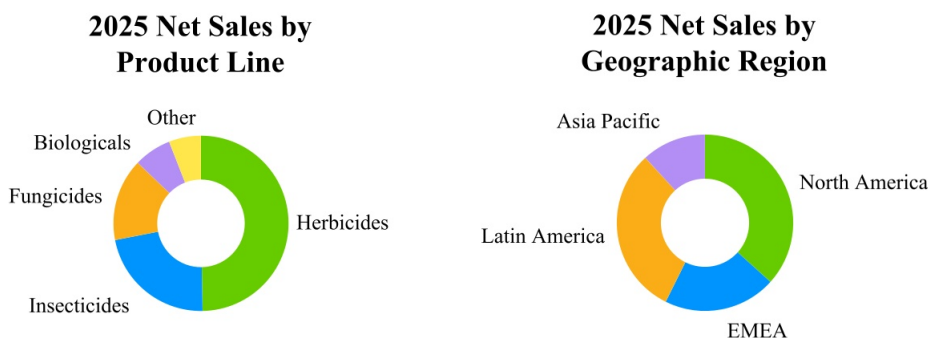 2025 Net Sales by
Product Line
Other
Biologicals
Fungicides
Herbicides
Insecticides
2025 Net Sales by
Geographic Region
Asia Pacific
North America
Latin America
EMEA